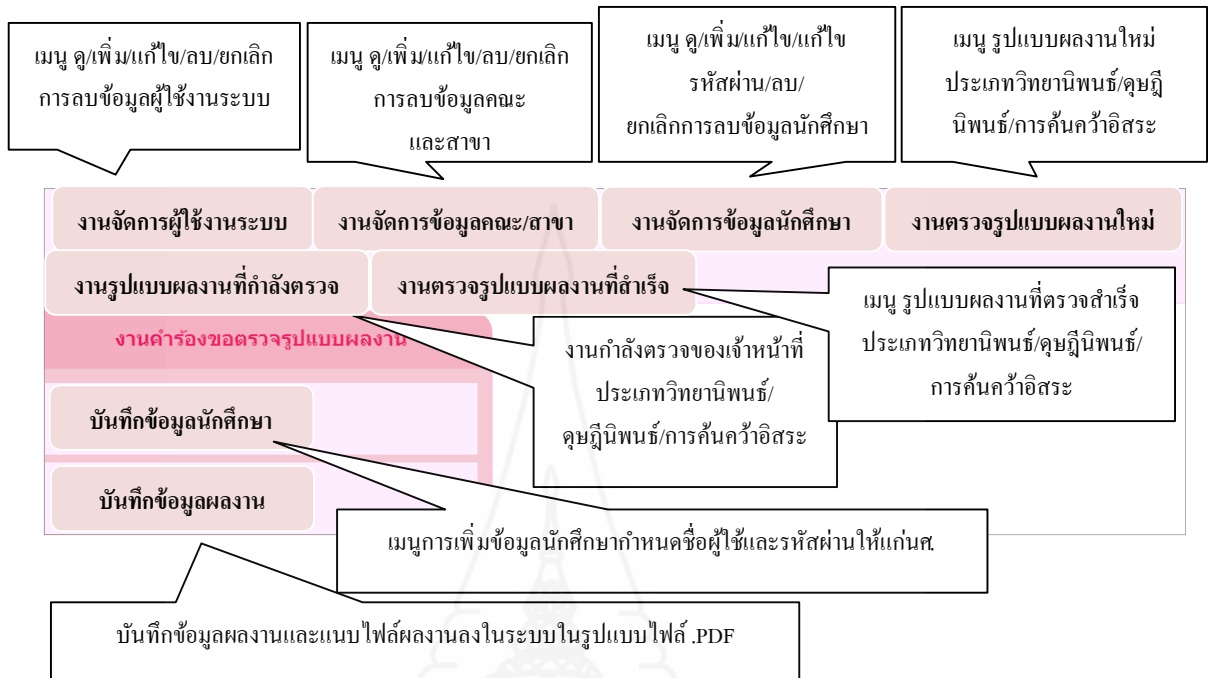 เมนู ดู/เพิ่ม/แก้ไข/ลบ/ยกเลิก
การลบข้อมูลผู้ใช้งานระบบ
เมนู ดู/เพิ่ม/แก้ไข/ลบ/ยกเลิก
การลบข้อมูลคณะ
และสาขา
เมนู ดู/เพิ่ม/แก้ไข/แก้ไข
รหัสผ่าน/ลบ/
ยกเลิกการลบข้อมูลนักศึกษา
เมนู รูปแบบผลงานใหม่
ประเภทวิทยานิพนธ์/ดุษฎี
นิพนธ์/การค้นคว้าอิสระ
งานจัดการผู้ใช้งานระบบ
งานจัดการข้อมูลคณะ/สาขา
งานจัดการข้อมูลนักศึกษา
งานตรวจรูปแบบผลงานใหม่
งานรูปแบบผลงานที่กำลังตรวจ
งานตรวจรูปแบบผลงานที่สำเร็จ
เมนู รูปแบบผลงานที่ตรวจสำเร็จ
ประเภทวิทยานิพนธ์/ดุษฎีนิพนธ์/
การค้นคว้าอิสระ
งานคำร้องขอตรวจรูปแบบผลงาน
งานกำลังตรวจของเจ้าหน้าที่
ประเภทวิทยานิพนธ์/
ดุษฎีนิพนธ์/การค้นคว้าอิสระ
บันทึกข้อมูลนักศึกษา
บันทึกข้อมูลผลงาน
เมนูการเพิ่มข้อมูลนักศึกษากำหนดชื่อผู้ใช้และรหัสผ่านให้แก่นศ.
บันทึกข้อมูลผลงานและแนบไฟล์ผลงานลงในระบบในรูปแบบไฟล์ .PDF